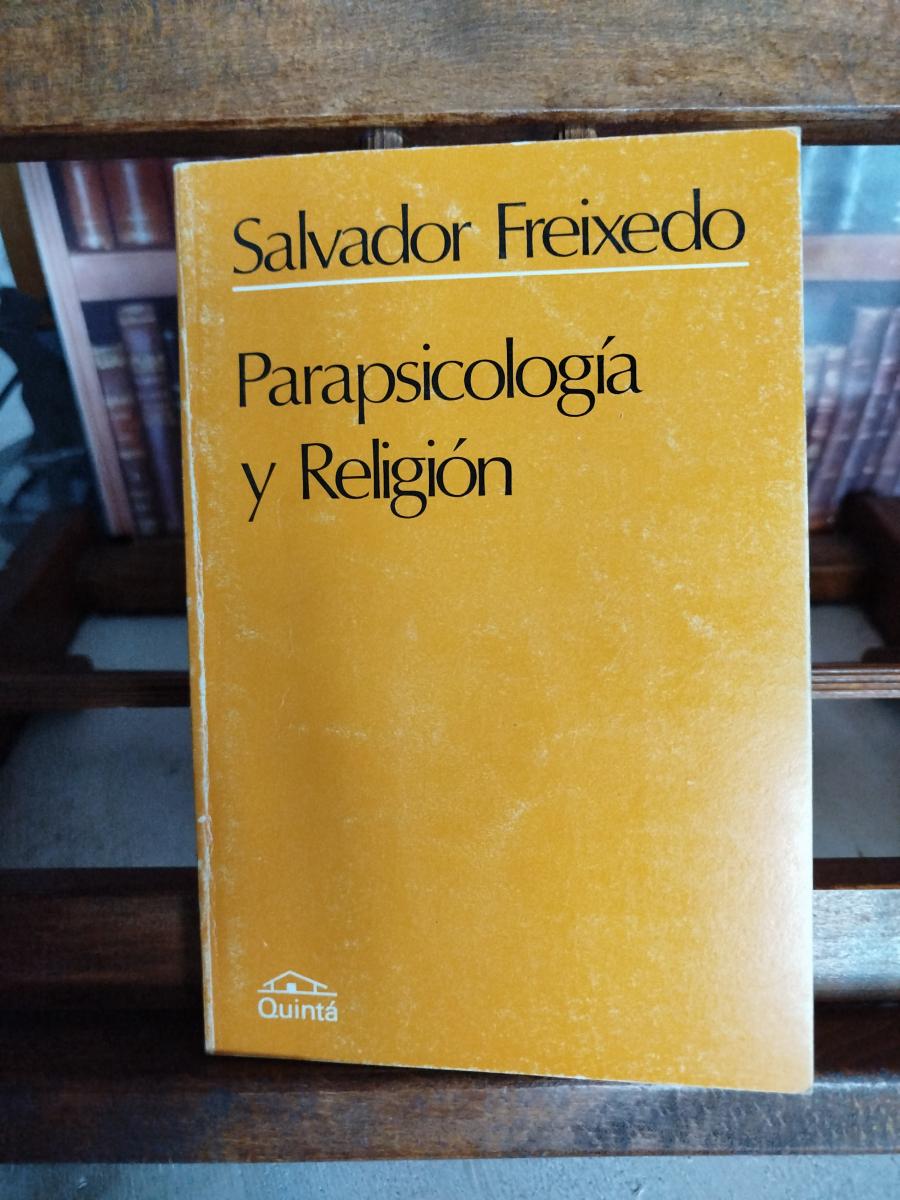 Salvador Freixedo
Parapsicología
y Religión
Quintá